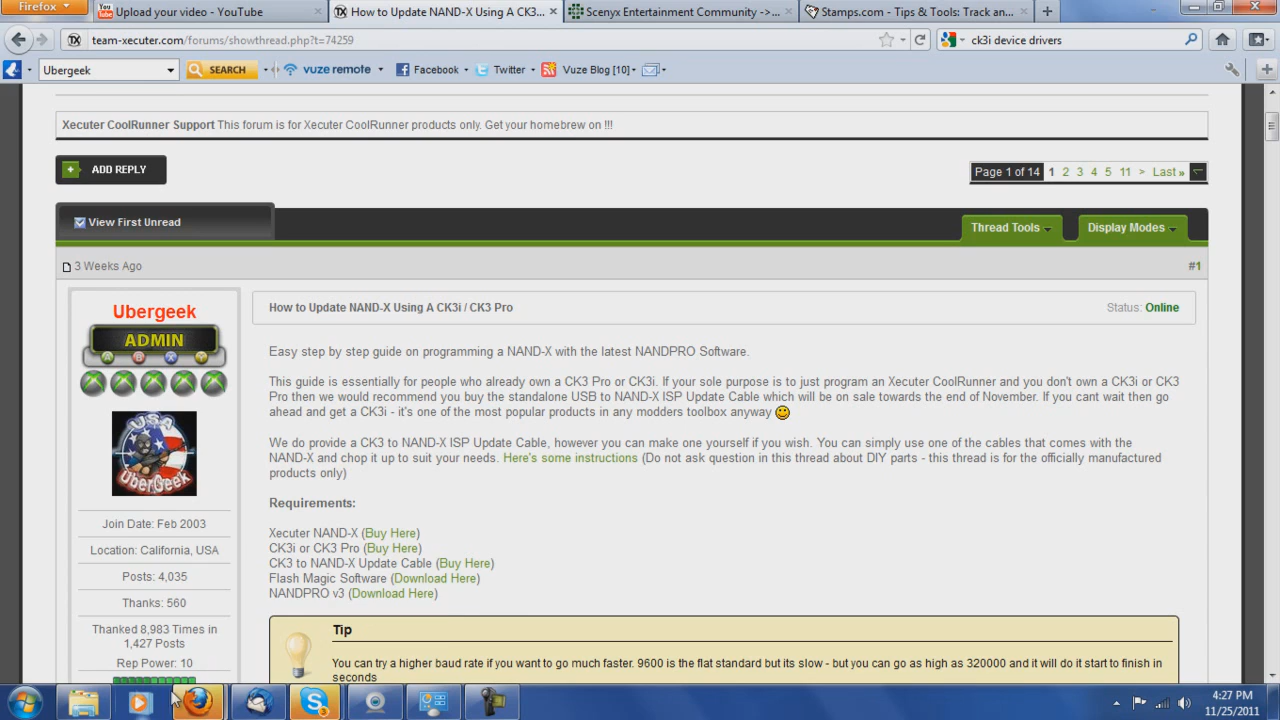 Firefox
Upload your video - YouTube
How to Update NAND-X Using A CK3...
Scenyx Entertainment Community ->...
Stamps.com - Tips & Tools: Track an...
team-xecuter.com/forums/showthread.php?t=74259
ck3i device drivers
Ubergeek
SEARCH
vuze remote
Facebook
Twitter
Vuze Blog [10]
Xecuter CoolRunner Support This forum is for Xecuter CoolRunner products only. Get your homebrew on !!!
ADD REPLY
Page 1 of 14 1 2 3 4 5 11 > Last »
View First Unread
Thread Tools
Display Modes
3 Weeks Ago
#1
Ubergeek
ADMIN
A B X Y
USA
UBERGEEK
Join Date: Feb 2003
Location: California, USA
Posts: 4,035
Thanks: 560
Thanked 8,983 Times in
1,427 Posts
Rep Power: 10
How to Update NAND-X Using A CK3i / CK3 Pro
Status: Online
Easy step by step guide on programming a NAND-X with the latest NANDPRO Software.
This guide is essentially for people who already own a CK3 Pro or CK3i. If your sole purpose is to just program an Xecuter CoolRunner and you don't own a CK3i or CK3
Pro then we would recommend you buy the standalone USB to NAND-X ISP Update Cable which will be on sale towards the end of November. If you cant wait then go
ahead and get a CK3i - it's one of the most popular products in any modders toolbox anyway
We do provide a CK3 to NAND-X ISP Update Cable, however you can make one yourself if you wish. You can simply use one of the cables that comes with the
NAND-X and chop it up to suit your needs. Here's some instructions (Do not ask question in this thread about DIY parts - this thread is for the officially manufactured
products only)
Requirements:
Xecuter NAND-X (Buy Here)
CK3i or CK3 Pro (Buy Here)
CK3 to NAND-X Update Cable (Buy Here)
Flash Magic Software (Download Here)
NANDPRO v3 (Download Here)
Tip
You can try a higher baud rate if you want to go much faster. 9600 is the flat standard but its slow - but you can go as high as 320000 and it will do it start to finish in
seconds
4:27 PM
11/25/2011